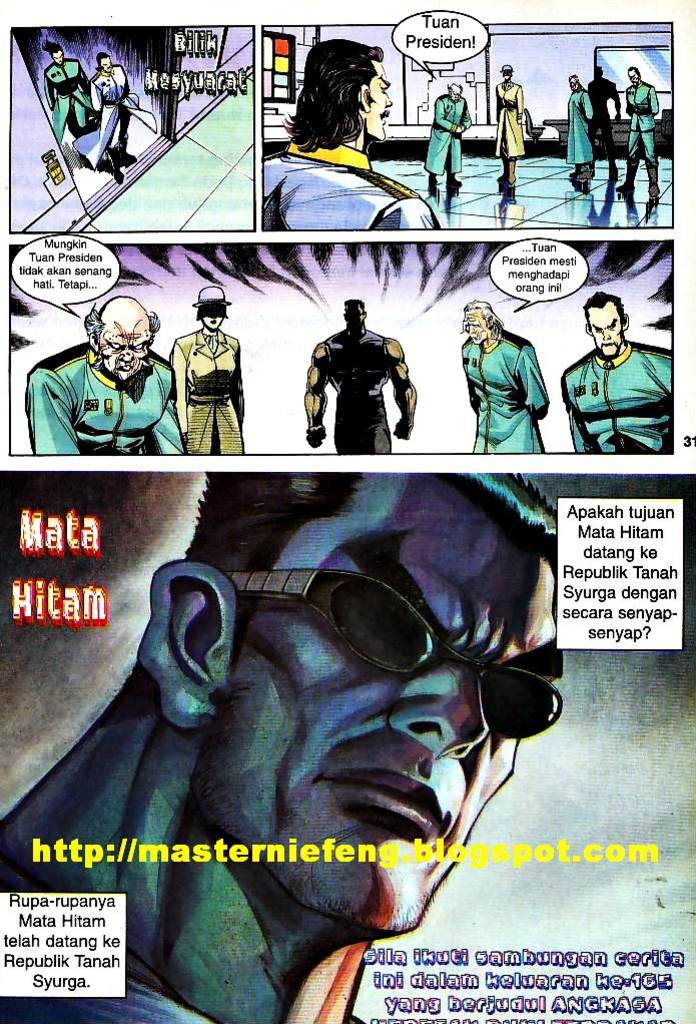 Bilik
Mesyuarat
Tuan
Presiden!
Mungkin
Tuan Presiden
tidak akan senang
hati. Tetapi...
...Tuan
Presiden mesti
menghadapi
orang ini!
31
Mata
Hitam
Apakah tujuan
Mata Hitam
datang ke
Republik Tanah
Syurga dengan
secara senyap-
senyap?
http://masterniefeng.blogspot.com
Rupa-rupanya
Mata Hitam
telah datang ke
Republik Tanah
Syurga.
Sila ikuti sambungan cerita
ini dalam keluaran ke-165
yang berjudul ANGKASA